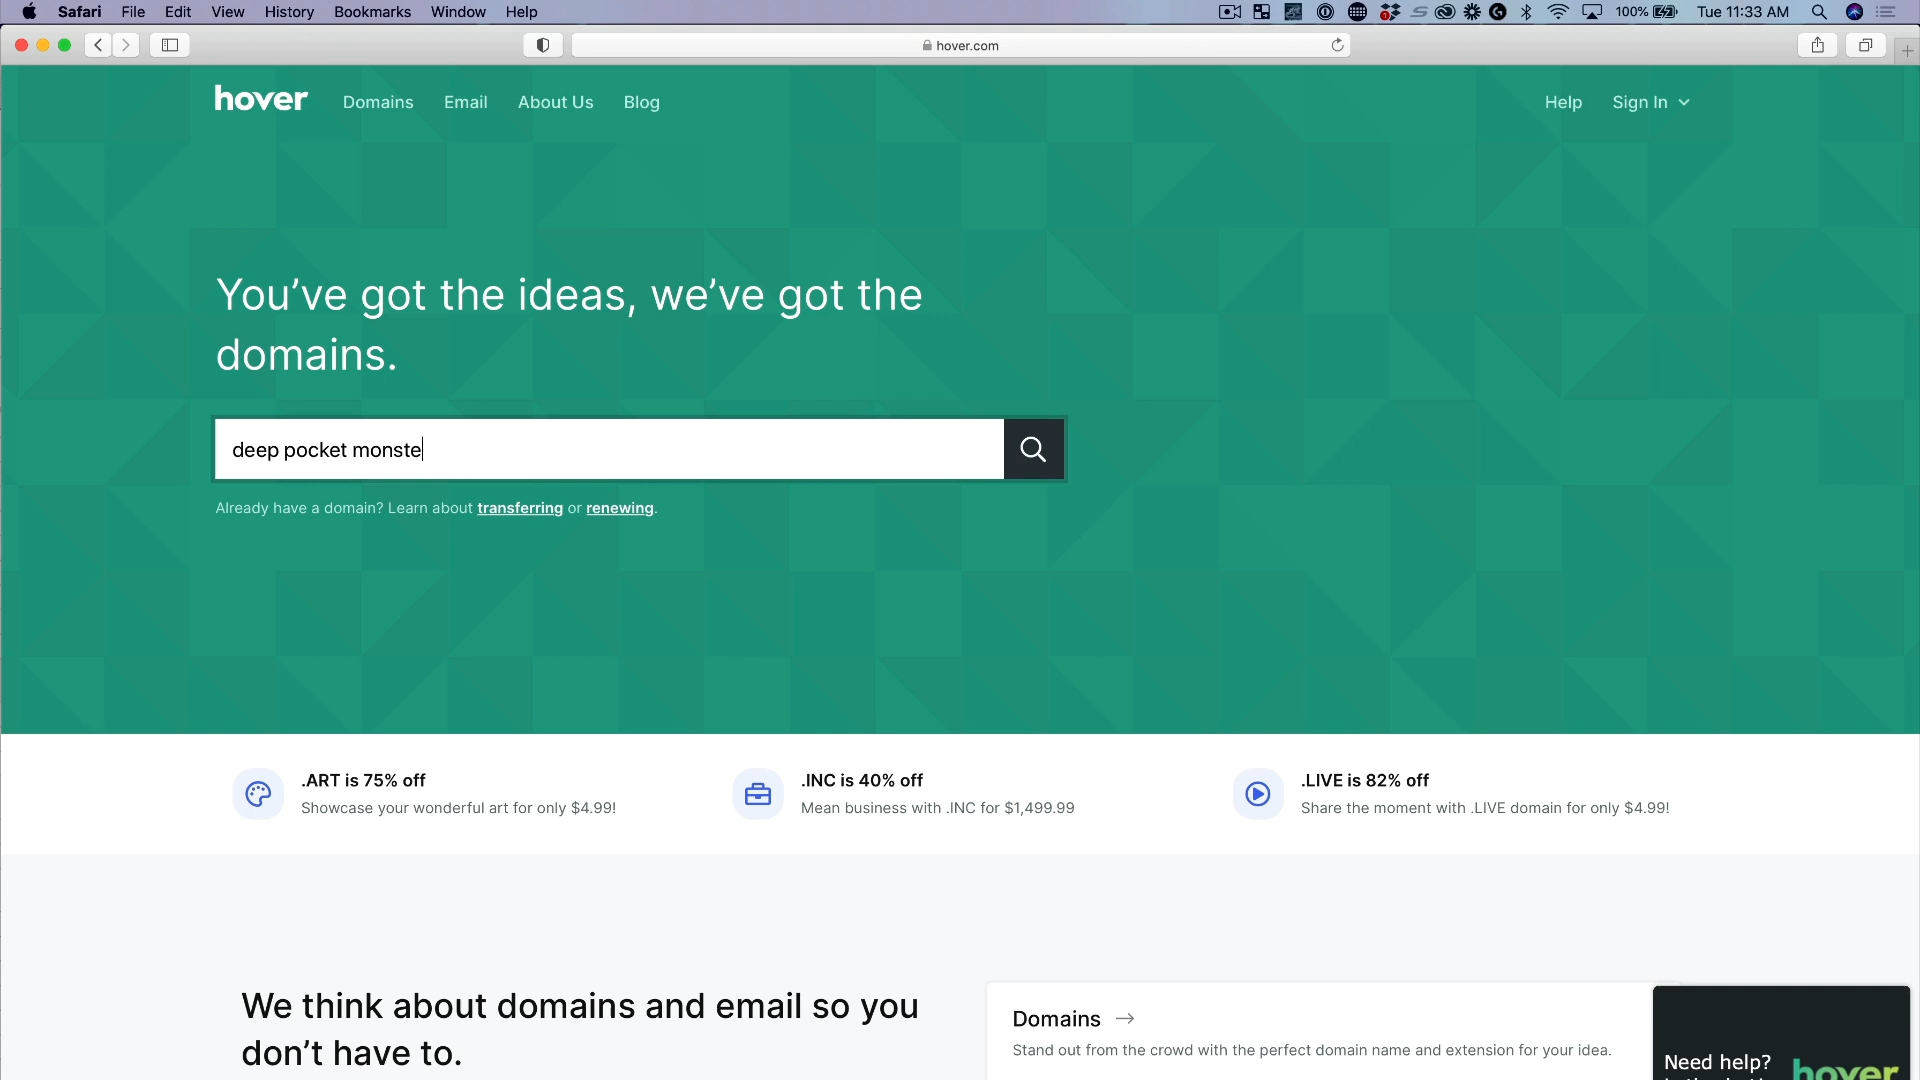 Safari File Edit View History Bookmarks Window Help 100% Tue 11:33 AM
hover.com
hover Domains Email About Us Blog Help Sign In
You’ve got the ideas, we’ve got the
domains.
deep pocket monste
Already have a domain? Learn about transferring or renewing.
.ART is 75% off
Showcase your wonderful art for only $4.99!
.INC is 40% off
Mean business with .INC for $1,499.99
.LIVE is 82% off
Share the moment with .LIVE domain for only $4.99!
We think about domains and email so you
don’t have to.
Domains →
Stand out from the crowd with the perfect domain name and extension for your idea.
Need help?
hover